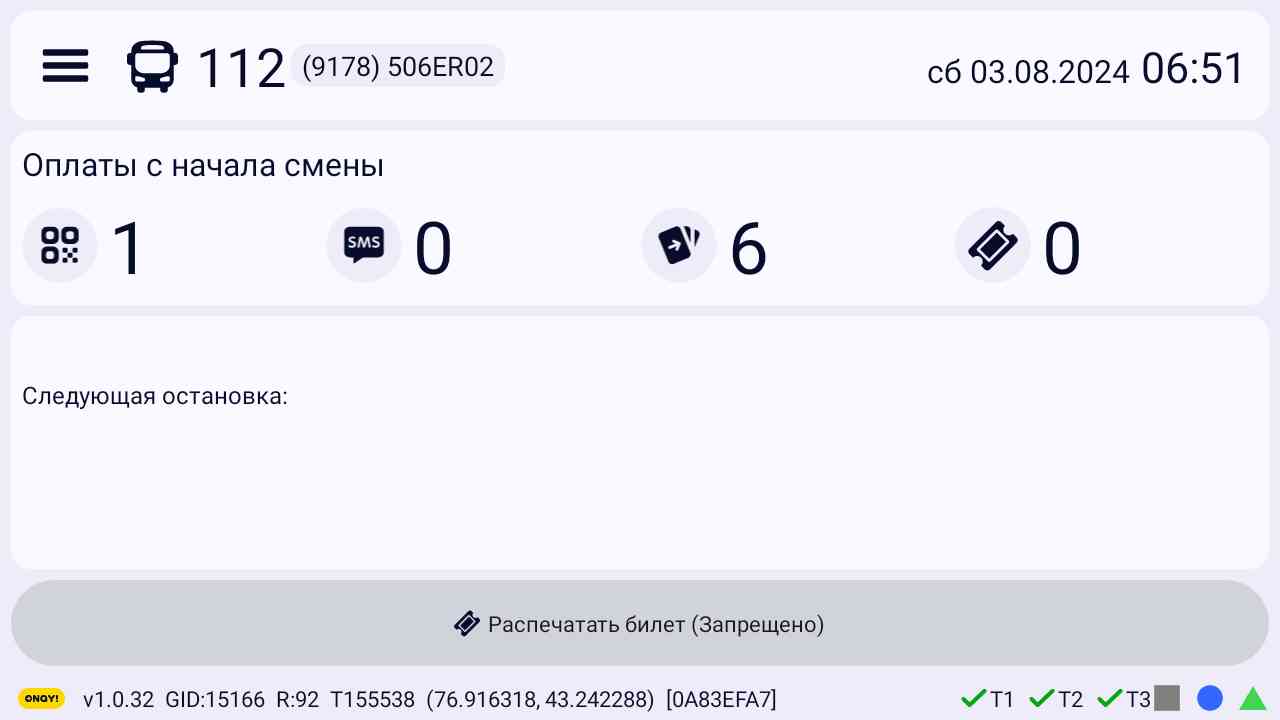 112 (9178) 506ER02 сб 03.08.2024 06:51
Оплаты с начала смены
1 SMS 0 6 0
Следующая остановка:
Распечатать билет (Запрещено)
ONAY! v1.0.32 GID:15166 R:92 T155538 (76.916318, 43.242288) [0A83EFA7] T1 T2 T3